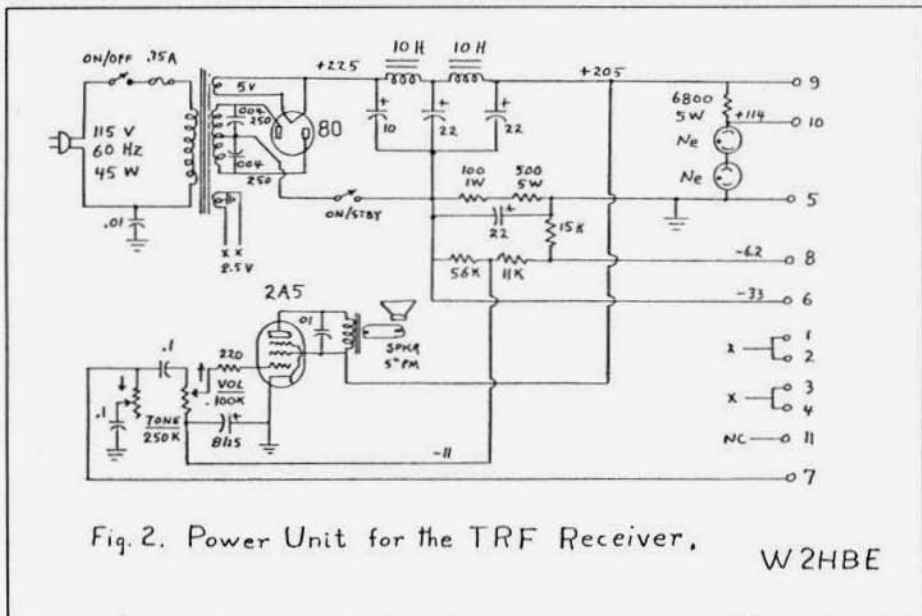 ON/OFF .75A
10 H 10 H
+225
+205
9
5V
.004
250
80
+
10
+
22
+
22
6800
5W
+114
10
Ne
Ne
115 V
60 HZ
45 W
.004
250
100
1W
500
5W
5
ON/STBY
.01
22
+
15K
X X
2.5V
56K
11K
-6.2
8
-33
6
2A5
.01
SPKR
5" PM
.1
220
VOL
100K
X
1
2
X
3
4
.1
TONE
250K
8/25
+
NC
11
-11
7
Fig. 2. Power Unit for the TRF Receiver.
W2HBE